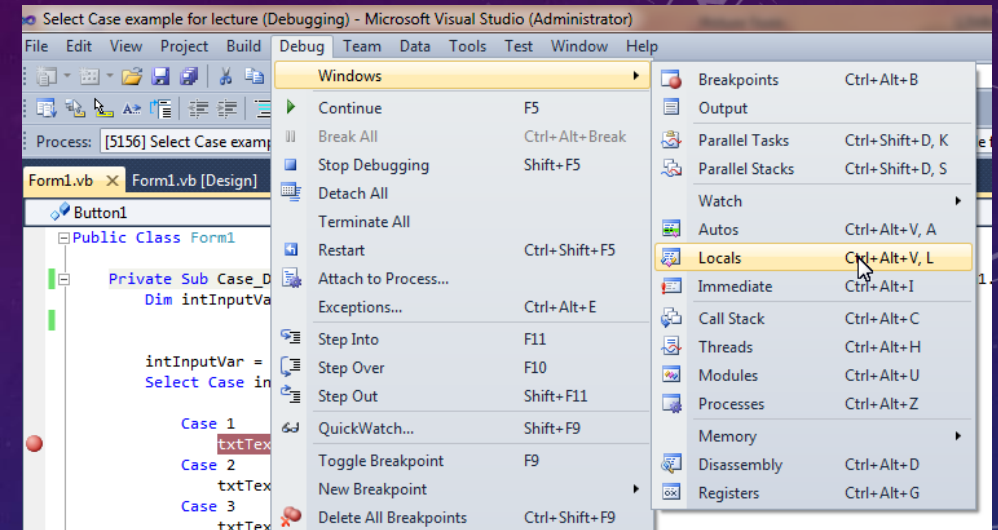 Select Case example for lecture (Debugging) - Microsoft Visual Studio (Administrator)
File Edit View Project Build Debug Team Data Tools Test Window Help
Process: [5156] Select Case examp
Form1.vb Form1.vb [Design]
Button1
Public Class Form1
Private Sub Case_D
Dim intInputVa
intInputVar =
Select Case in
Case 1
txtTex
Case 2
txtTex
Case 3
txtTex
Windows
Continue F5
Break All Ctrl+Alt+Break
Stop Debugging Shift+F5
Detach All
Terminate All
Restart Ctrl+Shift+F5
Attach to Process...
Exceptions... Ctrl+Alt+E
Step Into F11
Step Over F10
Step Out Shift+F11
QuickWatch... Shift+F9
Toggle Breakpoint F9
New Breakpoint
Delete All Breakpoints Ctrl+Shift+F9
Breakpoints Ctrl+Alt+B
Output
Parallel Tasks Ctrl+Shift+D, K
Parallel Stacks Ctrl+Shift+D, S
Watch
Autos Ctrl+Alt+V, A
Locals Ctrl+Alt+V, L
Immediate Ctrl+Alt+I
Call Stack Ctrl+Alt+C
Threads Ctrl+Alt+H
Modules Ctrl+Alt+U
Processes Ctrl+Alt+Z
Memory
Disassembly Ctrl+Alt+D
Registers Ctrl+Alt+G